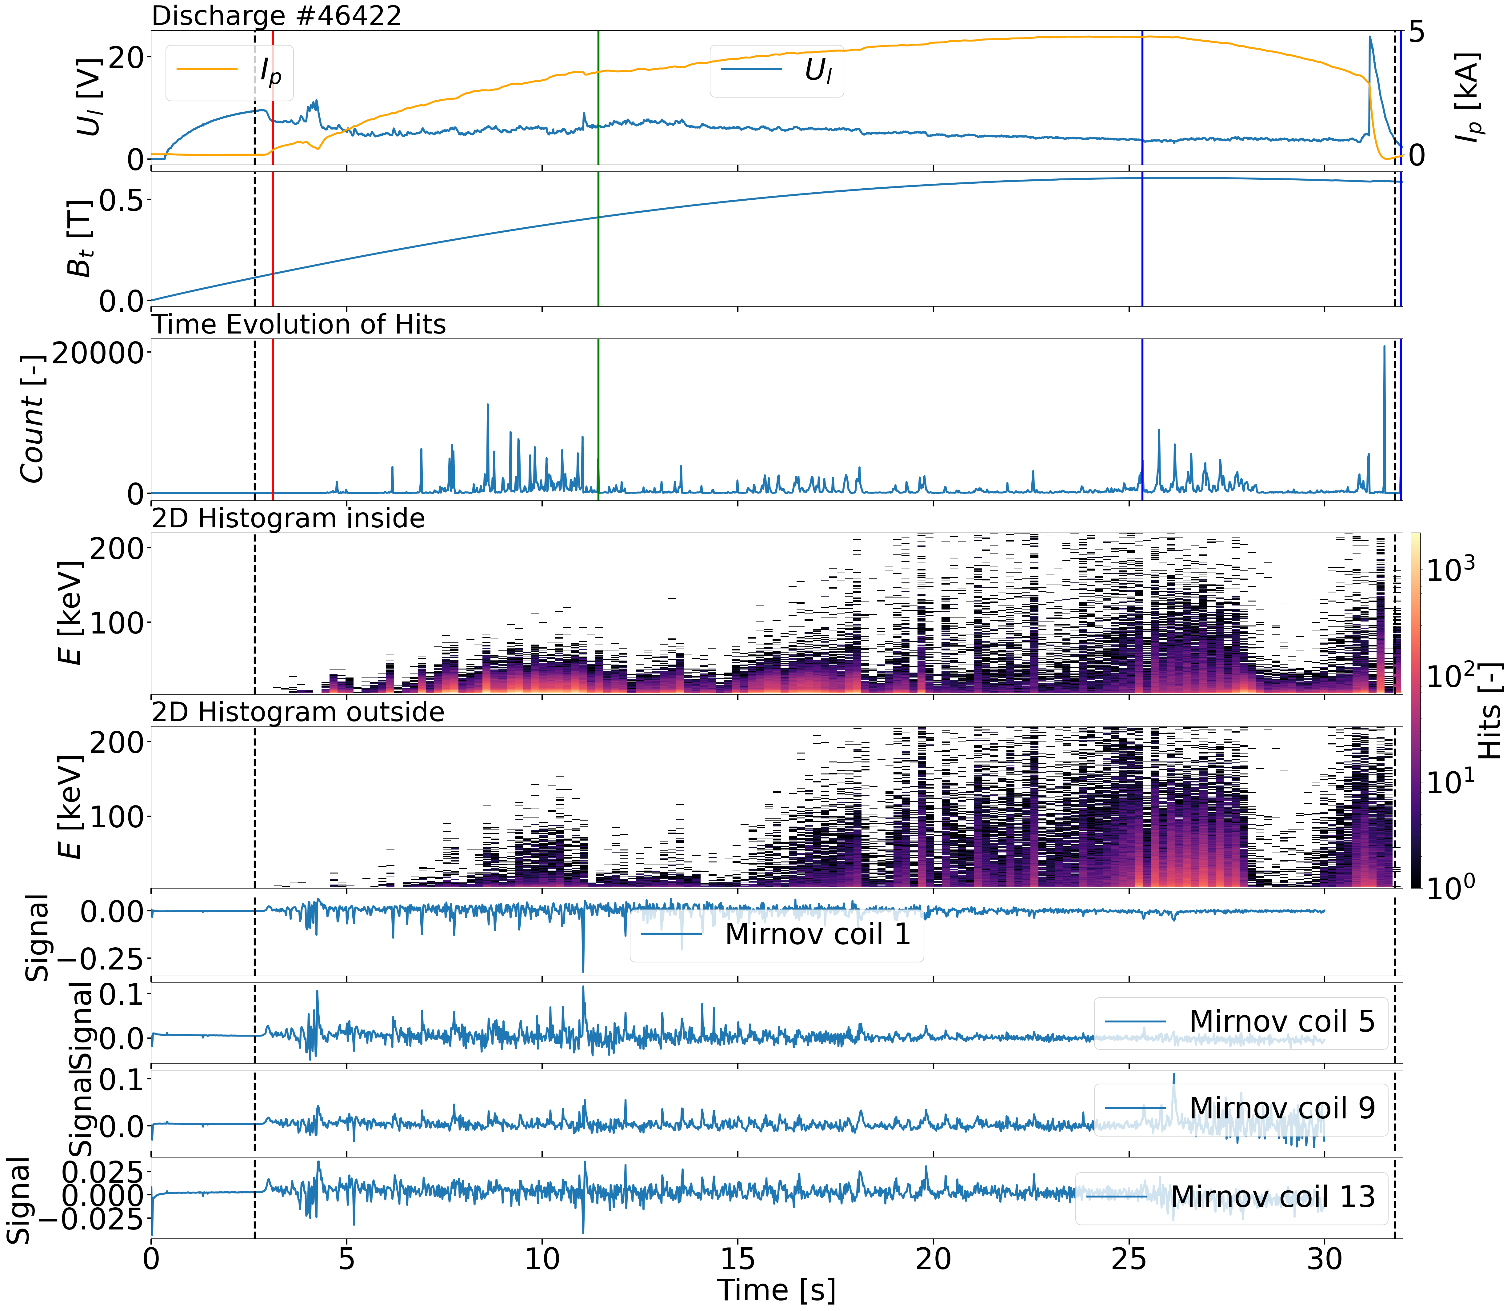 Discharge #46422
U_l [V]
20
0
I_p
U_l
5
0
I_p [kA]
B_t [T]
0.5
0.0
Time Evolution of Hits
Count [-]
20000
0
2D Histogram inside
E [keV]
200
100
2D Histogram outside
E [keV]
200
100
10^3
10^2
10^1
10^0
Hits [-]
Signal
0.00
−0.25
Mirnov coil 1
Signal
0.1
0.0
Mirnov coil 5
Signal
0.1
0.0
Mirnov coil 9
Signal
0.025
0.000
−0.025
Mirnov coil 13
0 5 10 15 20 25 30
Time [s]